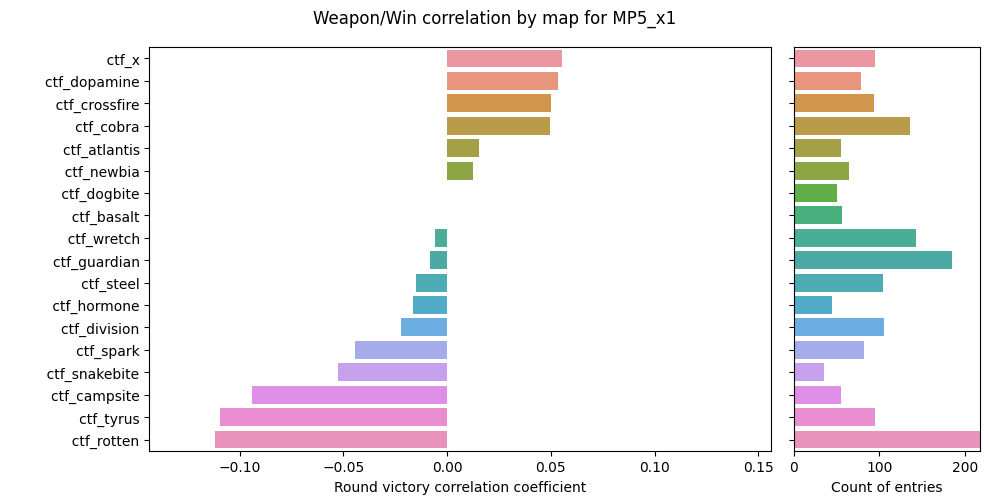 Weapon/Win correlation by map for MP5_x1
ctf_x
ctf_dopamine
ctf_crossfire
ctf_cobra
ctf_atlantis
ctf_newbia
ctf_dogbite
ctf_basalt
ctf_wretch
ctf_guardian
ctf_steel
ctf_hormone
ctf_division
ctf_spark
ctf_snakebite
ctf_campsite
ctf_tyrus
ctf_rotten
−0.10 −0.05 0.00 0.05 0.10 0.15
Round victory correlation coefficient
0 100 200
Count of entries